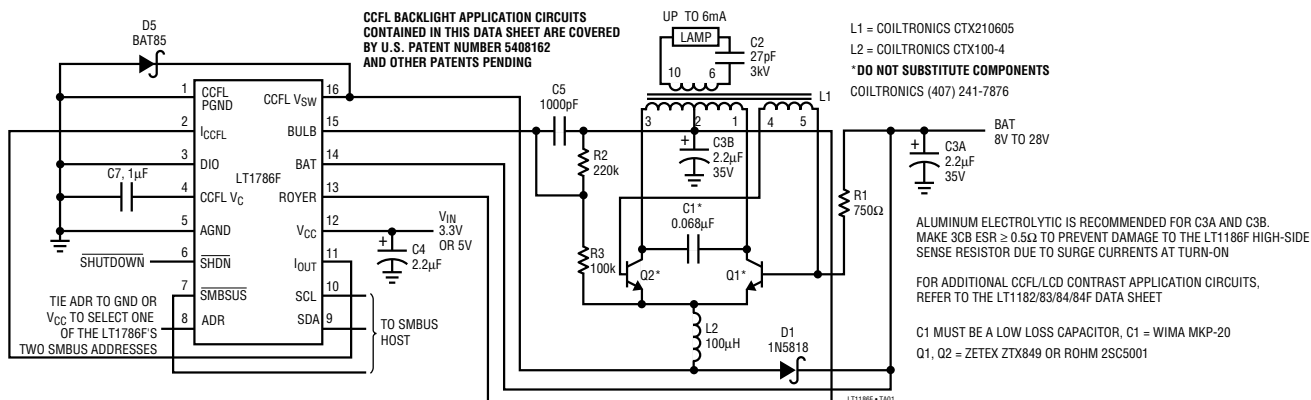 D5
BAT85
CCFL BACKLIGHT APPLICATION CIRCUITS
CONTAINED IN THIS DATA SHEET ARE COVERED
BY U.S. PATENT NUMBER 5408162
AND OTHER PATENTS PENDING
UP TO 6mA
LAMP
C2
27pF
3kV
10
6
L1 = COILTRONICS CTX210605
L2 = COILTRONICS CTX100-4
*DO NOT SUBSTITUTE COMPONENTS
COILTRONICS (407) 241-7876
L1
3
2
1
4
5
1
CCFL
PGND
CCFL VSW
16
2
ICCFL
BULB
15
3
DIO
BAT
14
LT1786F
C7, 1µF
4
CCFL VC
ROYER
13
5
AGND
VCC
12
SHUTDOWN
6
SHDN
IOUT
11
7
SMBSUS
SCL
10
8
ADR
SDA
9
TIE ADR TO GND OR
VCC TO SELECT ONE
OF THE LT1786F'S
TWO SMBUS ADDRESSES
VIN
3.3V
OR 5V
+
C4
2.2µF
TO SMBUS
HOST
C5
1000pF
R2
220k
R3
100k
+
C3B
2.2µF
35V
C1*
0.068µF
Q2*
Q1*
L2
100µH
D1
1N5818
R1
750Ω
BAT
8V TO 28V
+
C3A
2.2µF
35V
ALUMINUM ELECTROLYTIC IS RECOMMENDED FOR C3A AND C3B.
MAKE 3CB ESR ≥ 0.5Ω TO PREVENT DAMAGE TO THE LT1186F HIGH-SIDE
SENSE RESISTOR DUE TO SURGE CURRENTS AT TURN-ON
FOR ADDITIONAL CCFL/LCD CONTRAST APPLICATION CIRCUITS,
REFER TO THE LT1182/83/84/84F DATA SHEET
C1 MUST BE A LOW LOSS CAPACITOR, C1 = WIMA MKP-20
Q1, Q2 = ZETEX ZTX849 OR ROHM 2SC5001
LT1186F • TA01